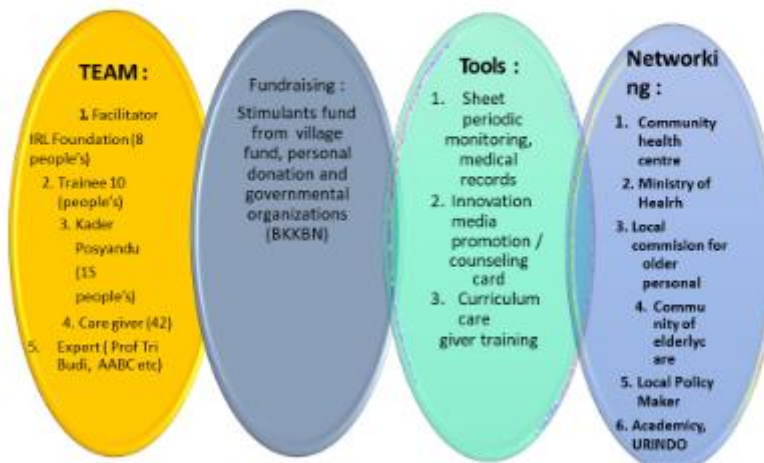 TEAM :
1. Facilitator
IRL Foundation (8
people's)
2. Trainee 10
(people's)
3. Kader
Posyandu
(15
people's)
4. Care giver (42)
5. Expert ( Prof Tri
Budi, AABC etc)
Fundraising :
Stimulants fund
from village
fund, personal
donation and
governmental
organizations
(BKKBN)
Tools :
1. Sheet
periodic
monitoring,
medical
records
2. Innovation
media
promotion /
counseling
card
3. Curriculum
care
giver training
Networki
ng :
1. Community
health
centre
2. Ministry of
Healrh
3. Local
commision for
older
personal
4. Commu
nity of
elderlyc
are
5. Local Policy
Maker
6. Academicy,
URINDO